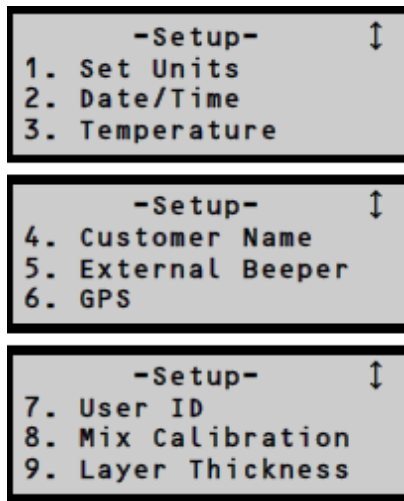 -Setup- ↕
1. Set Units
2. Date/Time
3. Temperature
-Setup- ↕
4. Customer Name
5. External Beeper
6. GPS
-Setup- ↕
7. User ID
8. Mix Calibration
9. Layer Thickness